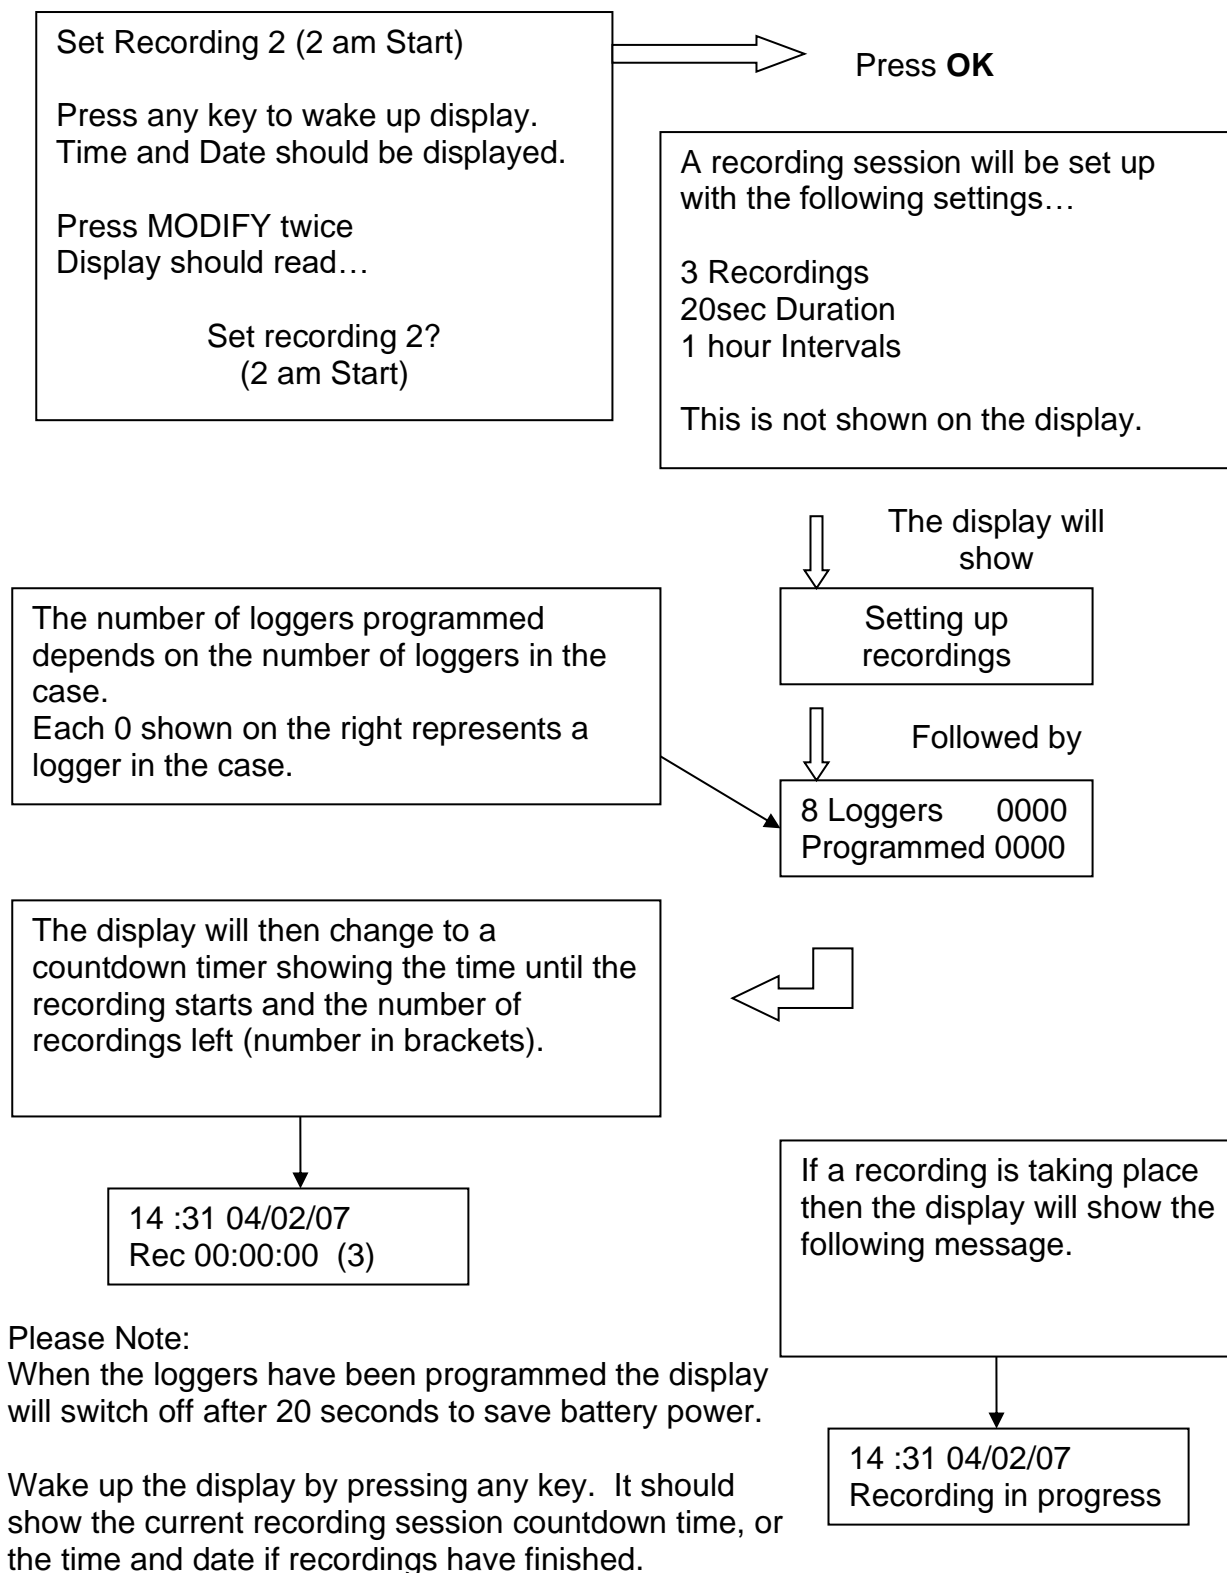 Set Recording 2 (2 am Start)
Press any key to wake up display.
Time and Date should be displayed.
Press MODIFY twice
Display should read…
Set recording 2?
(2 am Start)
Press OK
A recording session will be set up
with the following settings…
3 Recordings
20sec Duration
1 hour Intervals
This is not shown on the display.
The display will
show
Setting up
recordings
Followed by
The number of loggers programmed
depends on the number of loggers in the
case.
Each 0 shown on the right represents a
logger in the case.
8 Loggers 0000
Programmed 0000
The display will then change to a
countdown timer showing the time until the
recording starts and the number of
recordings left (number in brackets).
14 :31 04/02/07
Rec 00:00:00 (3)
If a recording is taking place
then the display will show the
following message.
14 :31 04/02/07
Recording in progress
Please Note:
When the loggers have been programmed the display
will switch off after 20 seconds to save battery power.
Wake up the display by pressing any key. It should
show the current recording session countdown time, or
the time and date if recordings have finished.